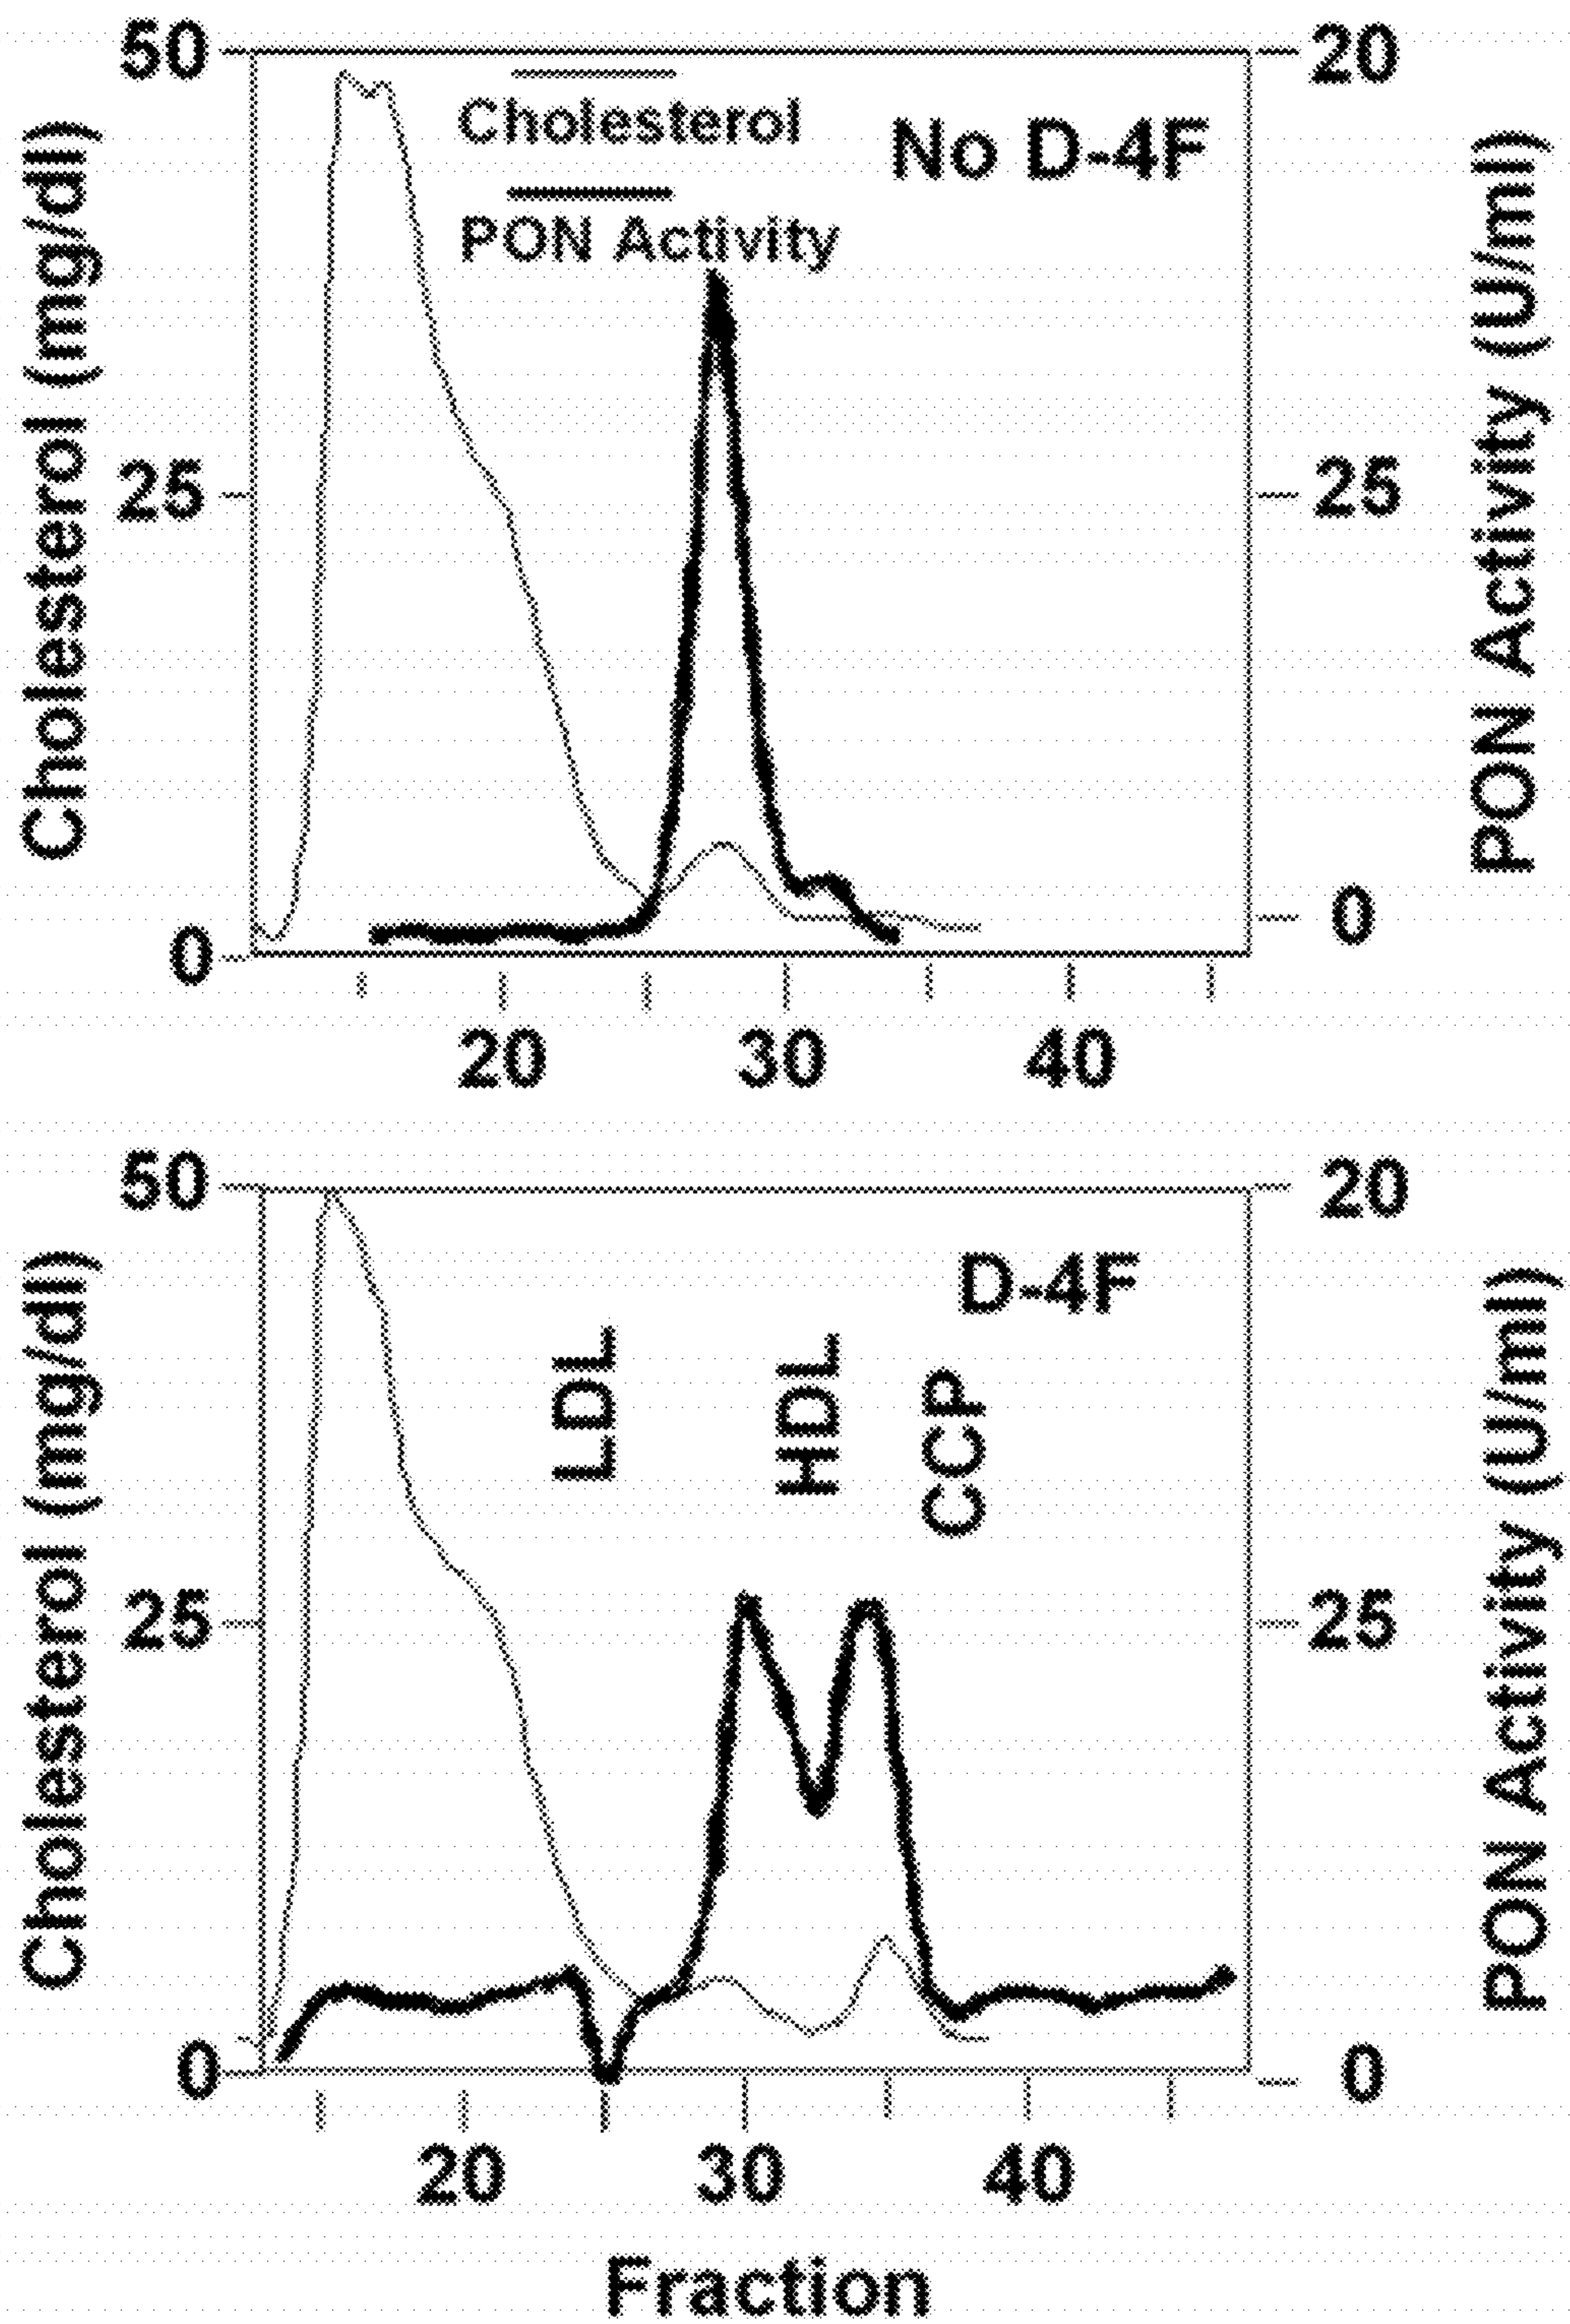 50
20
Cholesterol
No D-4F
PON Activity
Cholesterol (mg/dl)
PON Activity (U/ml)
25
25
0
0
20
30
40
50
20
D-4F
LDL
HDL
CCP
Cholesterol (mg/dl)
PON Activity (U/ml)
25
25
0
0
20
30
40
Fraction